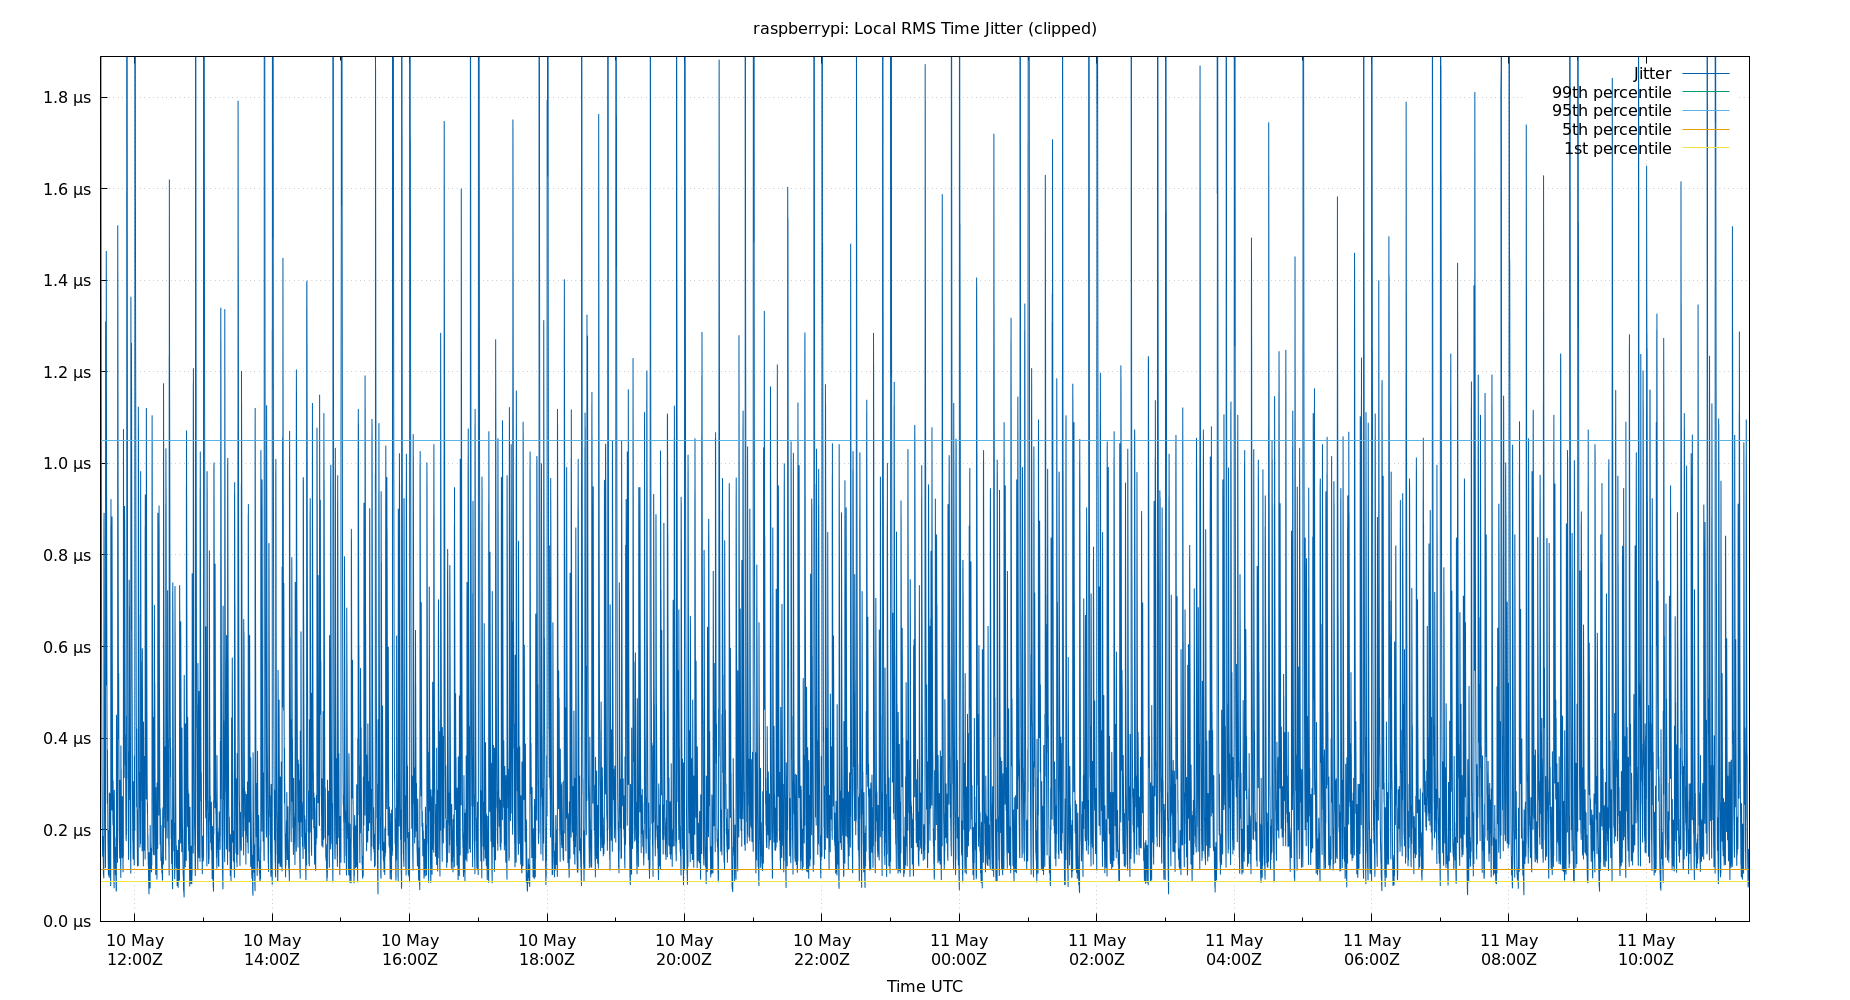 raspberrypi: Local RMS Time Jitter (clipped)
Jitter
99th percentile
95th percentile
5th percentile
1st percentile
1.8 μs
1.6 μs
1.4 μs
1.2 μs
1.0 μs
0.8 μs
0.6 μs
0.4 μs
0.2 μs
0.0 μs
10 May 10 May 10 May 10 May 10 May 10 May 11 May 11 May 11 May 11 May 11 May 11 May
12:00Z 14:00Z 16:00Z 18:00Z 20:00Z 22:00Z 00:00Z 02:00Z 04:00Z 06:00Z 08:00Z 10:00Z
Time UTC